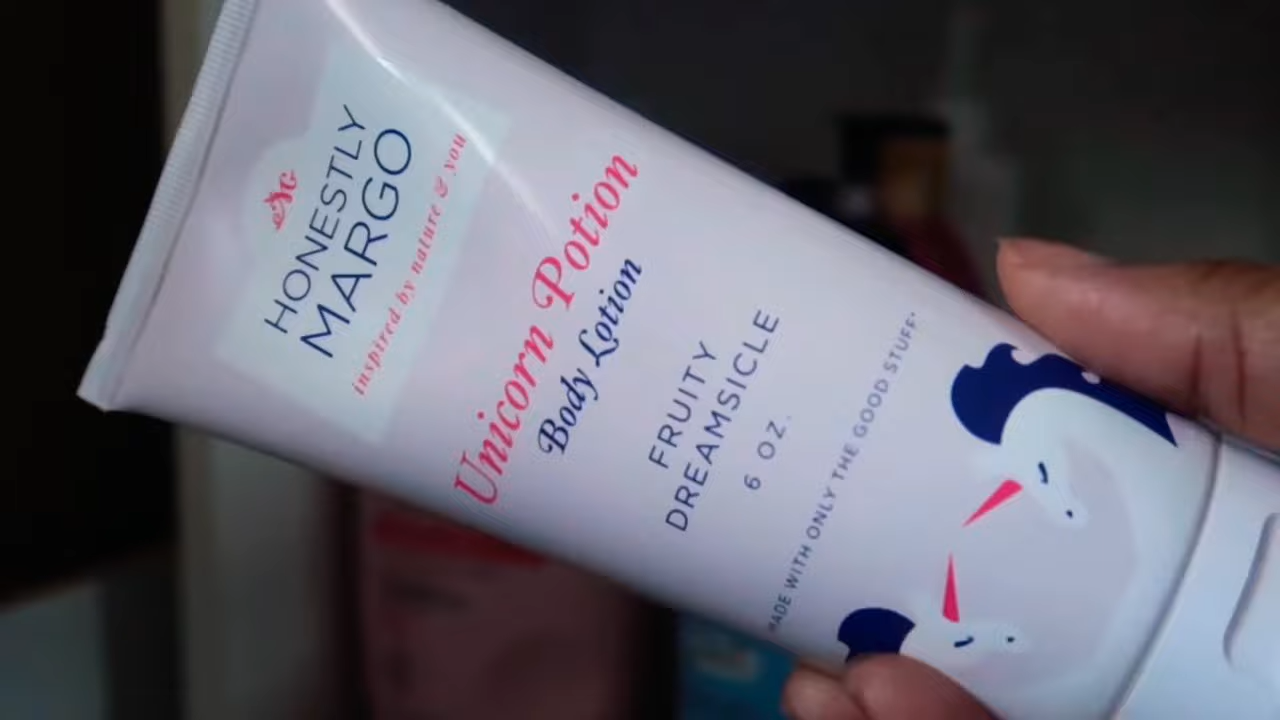 HONESTLY
MARGO
inspired by nature & you
Unicorn Potion
Body Lotion
FRUITY
DREAMSICLE
6 OZ.
MADE WITH ONLY THE GOOD STUFF*